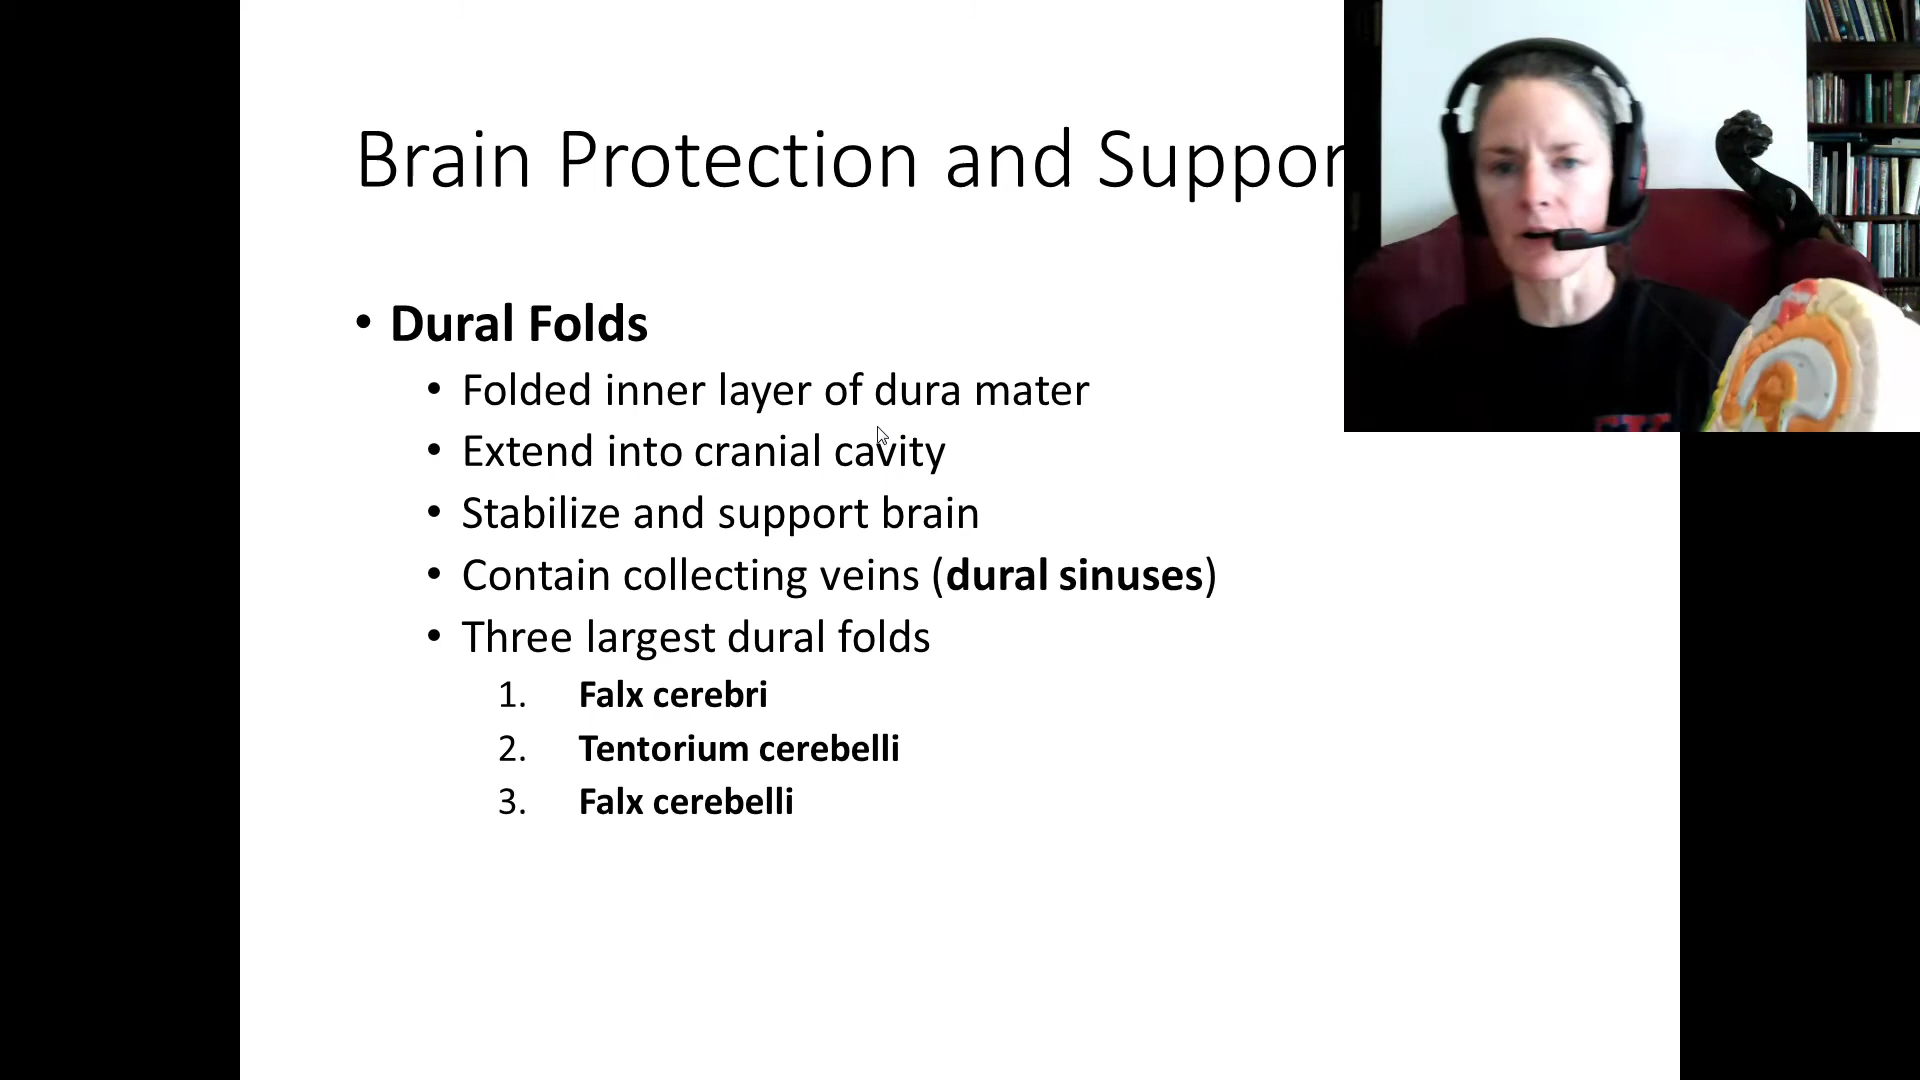 Brain Protection and Suppor
• Dural Folds
• Folded inner layer of dura mater
• Extend into cranial cavity
• Stabilize and support brain
• Contain collecting veins (dural sinuses)
• Three largest dural folds
1. Falx cerebri
2. Tentorium cerebelli
3. Falx cerebelli